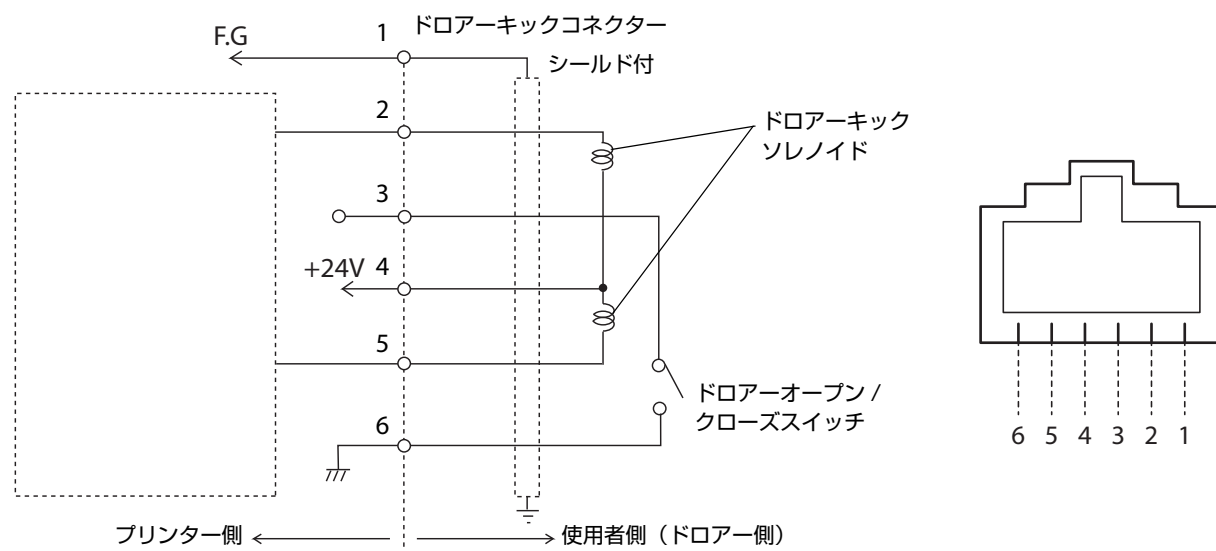 F.G
1
ドロアーキックコネクター
シールド付
2
ドロアーキック
ソレノイド
3
+24V
4
5
ドロアーオープン /
クローズスイッチ
6
プリンター側
使用者側（ドロアー側）
6 5 4 3 2 1